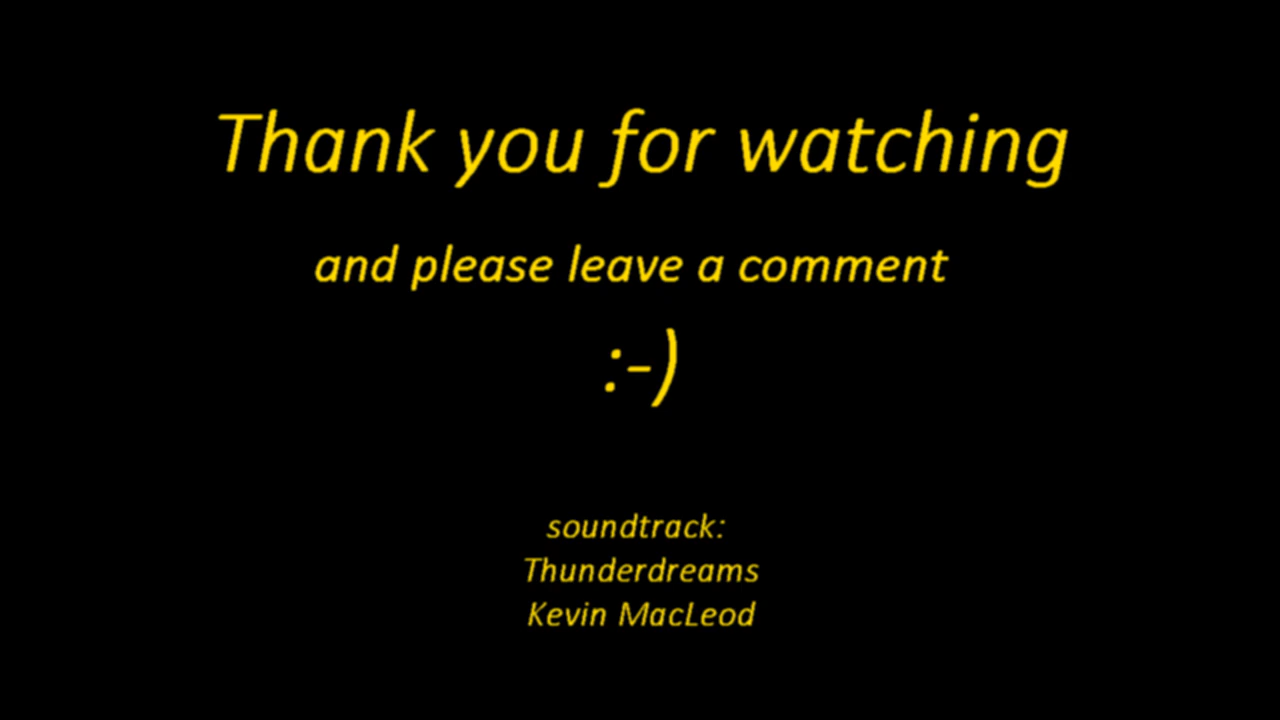 Thank you for watching
and please leave a comment
:-)
soundtrack:
Thunderdreams
Kevin MacLeod